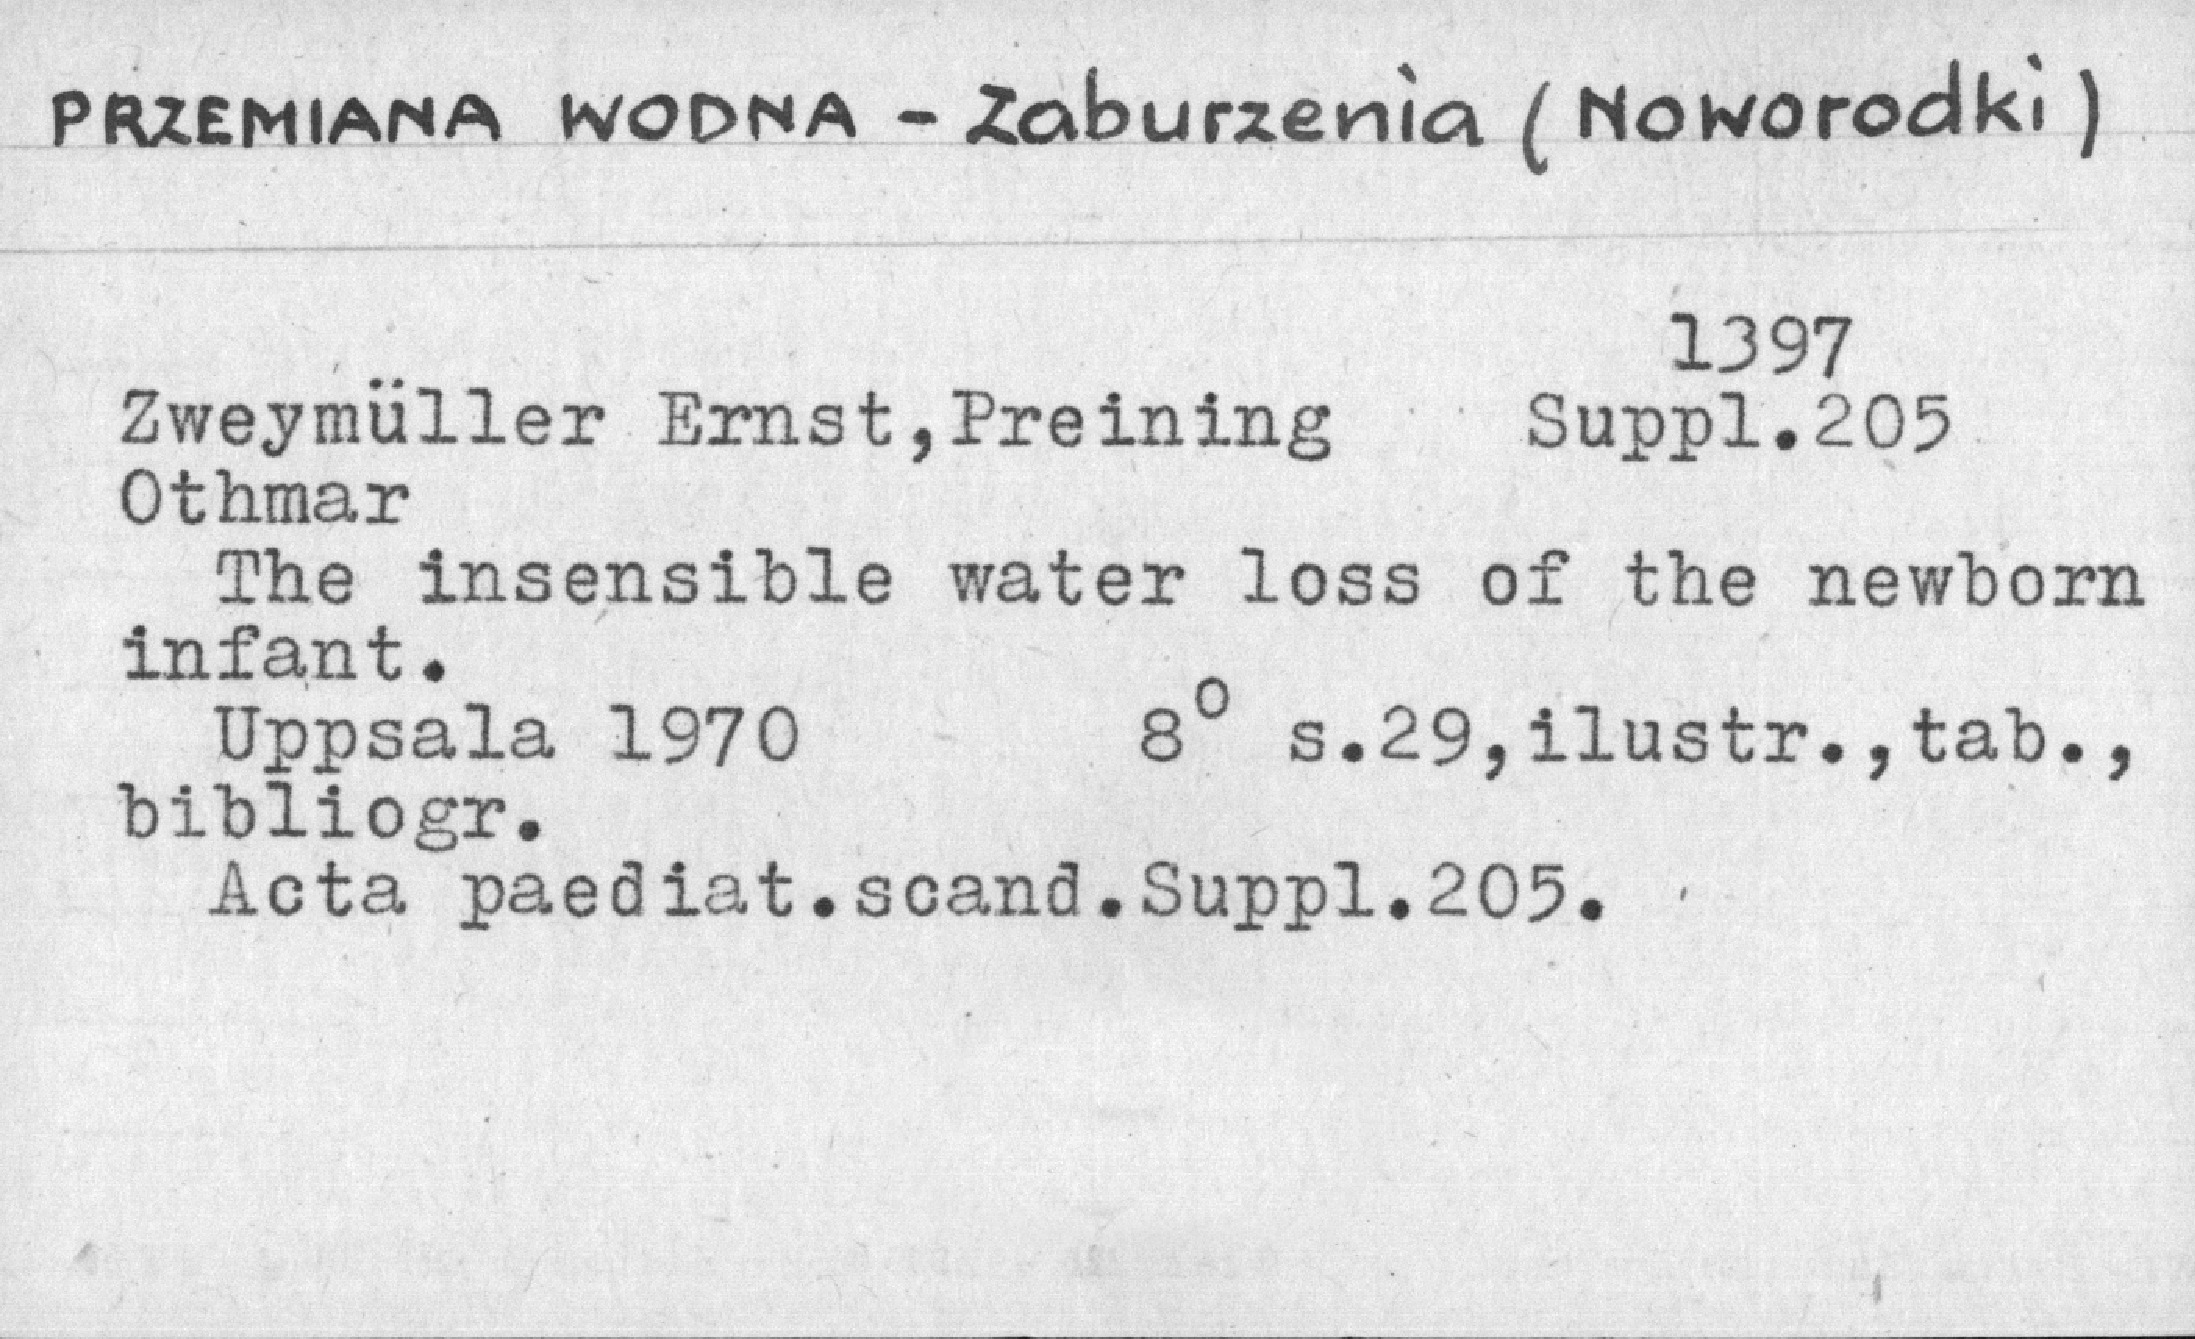 PRZEMIANA WODNA - Zaburzenia (Noworodki)
1397
Zweymüller Ernst,Preining Suppl.205
Othmar
The insensible water loss of the newborn
infant.
Uppsala 1970 8° s.29,ilustr.,tab.,
bibliogr.
Acta paediat.scand.Suppl.205.